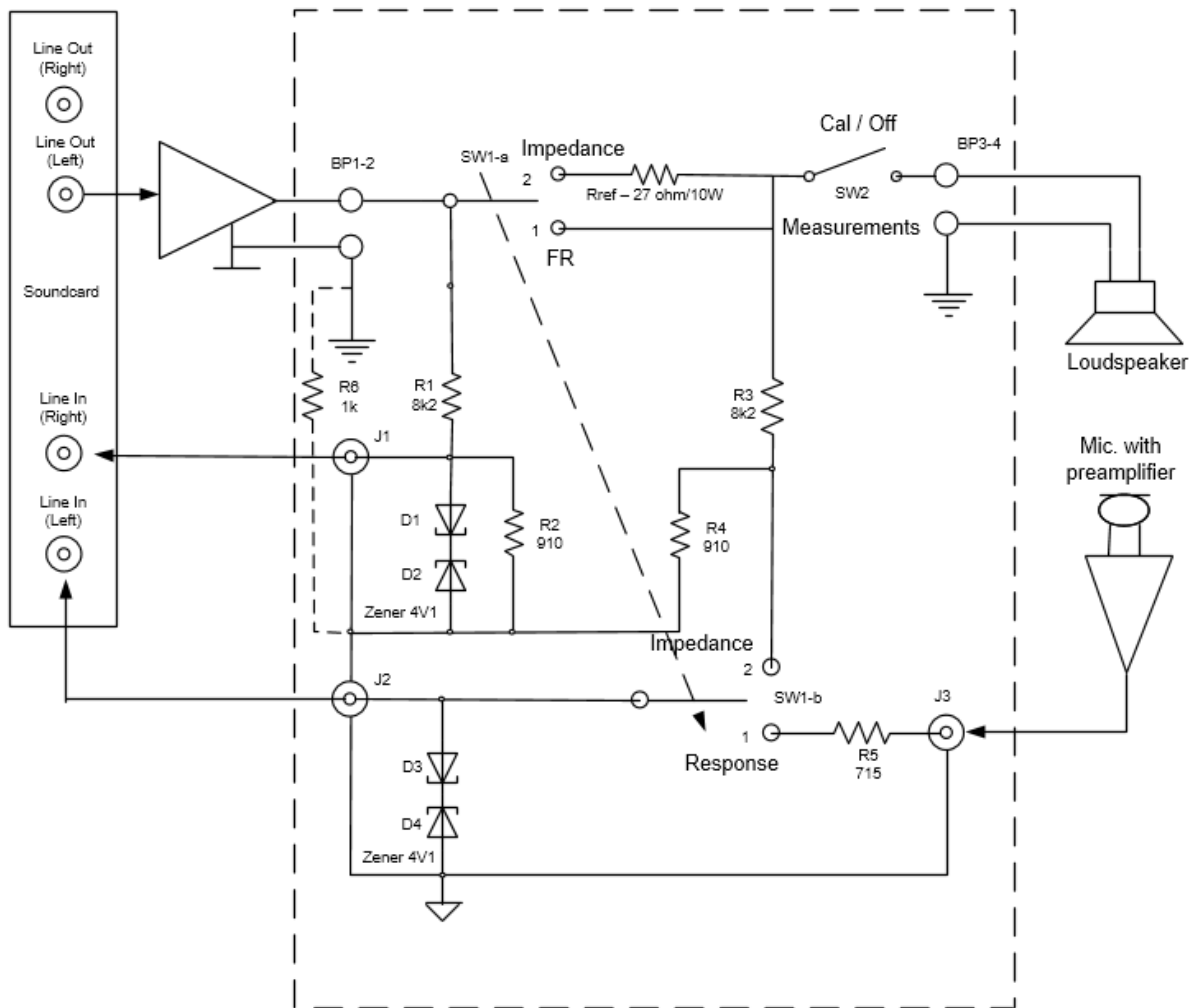 Line Out
(Right)
Line Out
(Left)
Soundcard
Line In
(Right)
Line In
(Left)
BP1-2
SW1-a
Impedance
2
Rref – 27 ohm/10W
1
FR
Cal / Off
SW2
BP3-4
Measurements
Loudspeaker
R6
1k
R1
8k2
R3
8k2
J1
D1
D2
R2
910
R4
910
Zener 4V1
Mic. with
preamplifier
Impedance
2
J2
SW1-b
J3
1
Response
R5
715
D3
D4
Zener 4V1